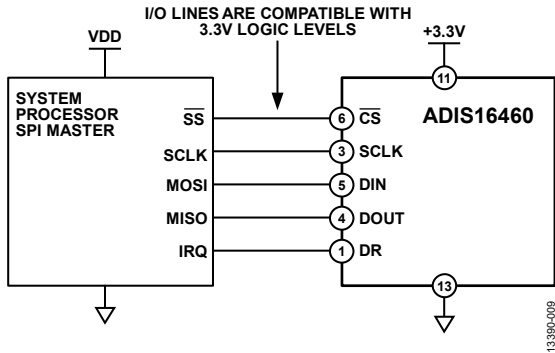 I/O LINES ARE COMPATIBLE WITH
3.3V LOGIC LEVELS
VDD
+3.3V
SYSTEM
PROCESSOR
SPI MASTER
ADIS16460
11
SS
6
CS
SCLK
3
SCLK
MOSI
5
DIN
MISO
4
DOUT
IRQ
1
DR
13
13390-009